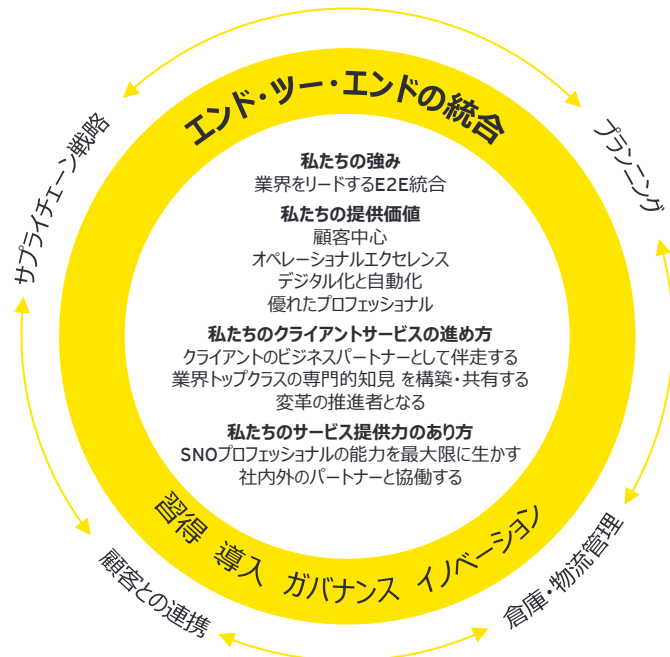 エンド・ツー・エンドの統合
サプライチェーン戦略
プランニング
私たちの強み
業界をリードするE2E統合
私たちの提供価値
顧客中心
オペレーショナルエクセレンス
デジタル化と自動化
優れたプロフェッショナル
私たちのクライアントサービスの進め方
クライアントのビジネスパートナーとして伴走する
業界トップクラスの専門的知見 を構築・共有する
変革の推進者となる
私たちのサービス提供力のあり方
SNOプロフェッショナルの能力を最大限に生かす
社内外のパートナーと協働する
習得 導入 ガバナンス イノベーション
顧客との連携
倉庫・物流管理